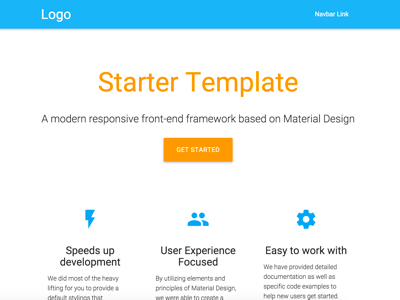 Logo
Navbar Link
Starter Template
A modern responsive front-end framework based on Material Design
GET STARTED
Speeds up
development
We did most of the heavy
lifting for you to provide a
default stylings that
User Experience
Focused
By utilizing elements and
principles of Material Design,
we were able to create a
Easy to work with
We have provided detailed
documentation as well as
specific code examples to
help new users get started.